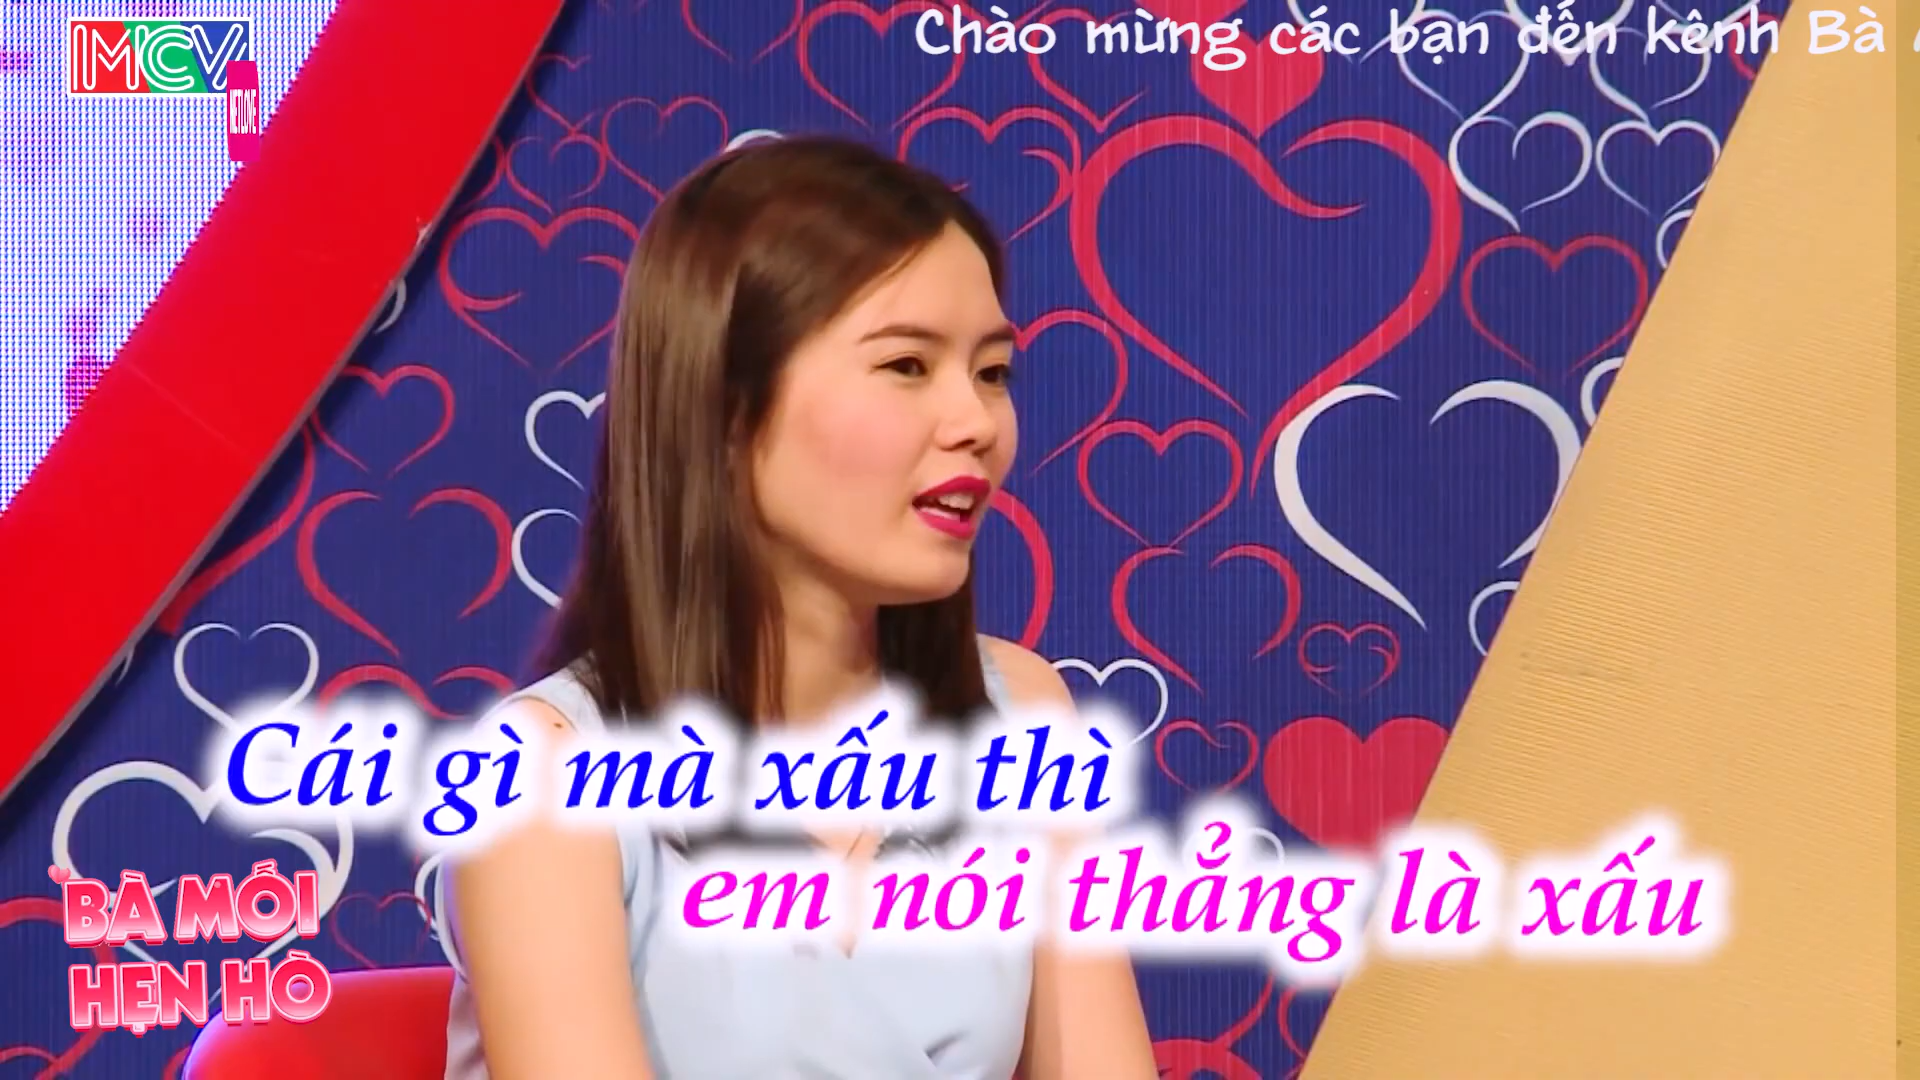 MCV
NETLOVE
Chào mừng các bạn đến kênh Bà
Cái gì mà xấu thì
em nói thẳng là xấu
BÀ MỐI
HẸN HÒ